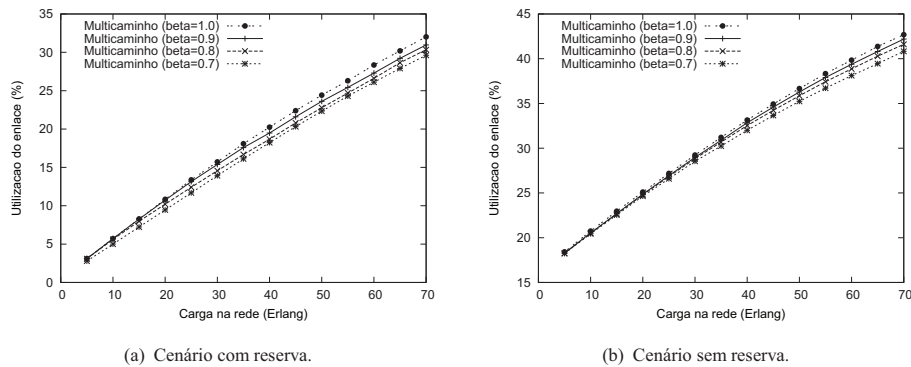 Multicaminho (beta=1.0)
Multicaminho (beta=0.9)
Multicaminho (beta=0.8)
Multicaminho (beta=0.7)
35
30
25
20
15
10
5
0
Utilizacao do enlace (%)
0 10 20 30 40 50 60 70
Carga na rede (Erlang)
(a) Cenário com reserva.
Multicaminho (beta=1.0)
Multicaminho (beta=0.9)
Multicaminho (beta=0.8)
Multicaminho (beta=0.7)
45
40
35
30
25
20
15
Utilizacao do enlace (%)
0 10 20 30 40 50 60 70
Carga na rede (Erlang)
(b) Cenário sem reserva.